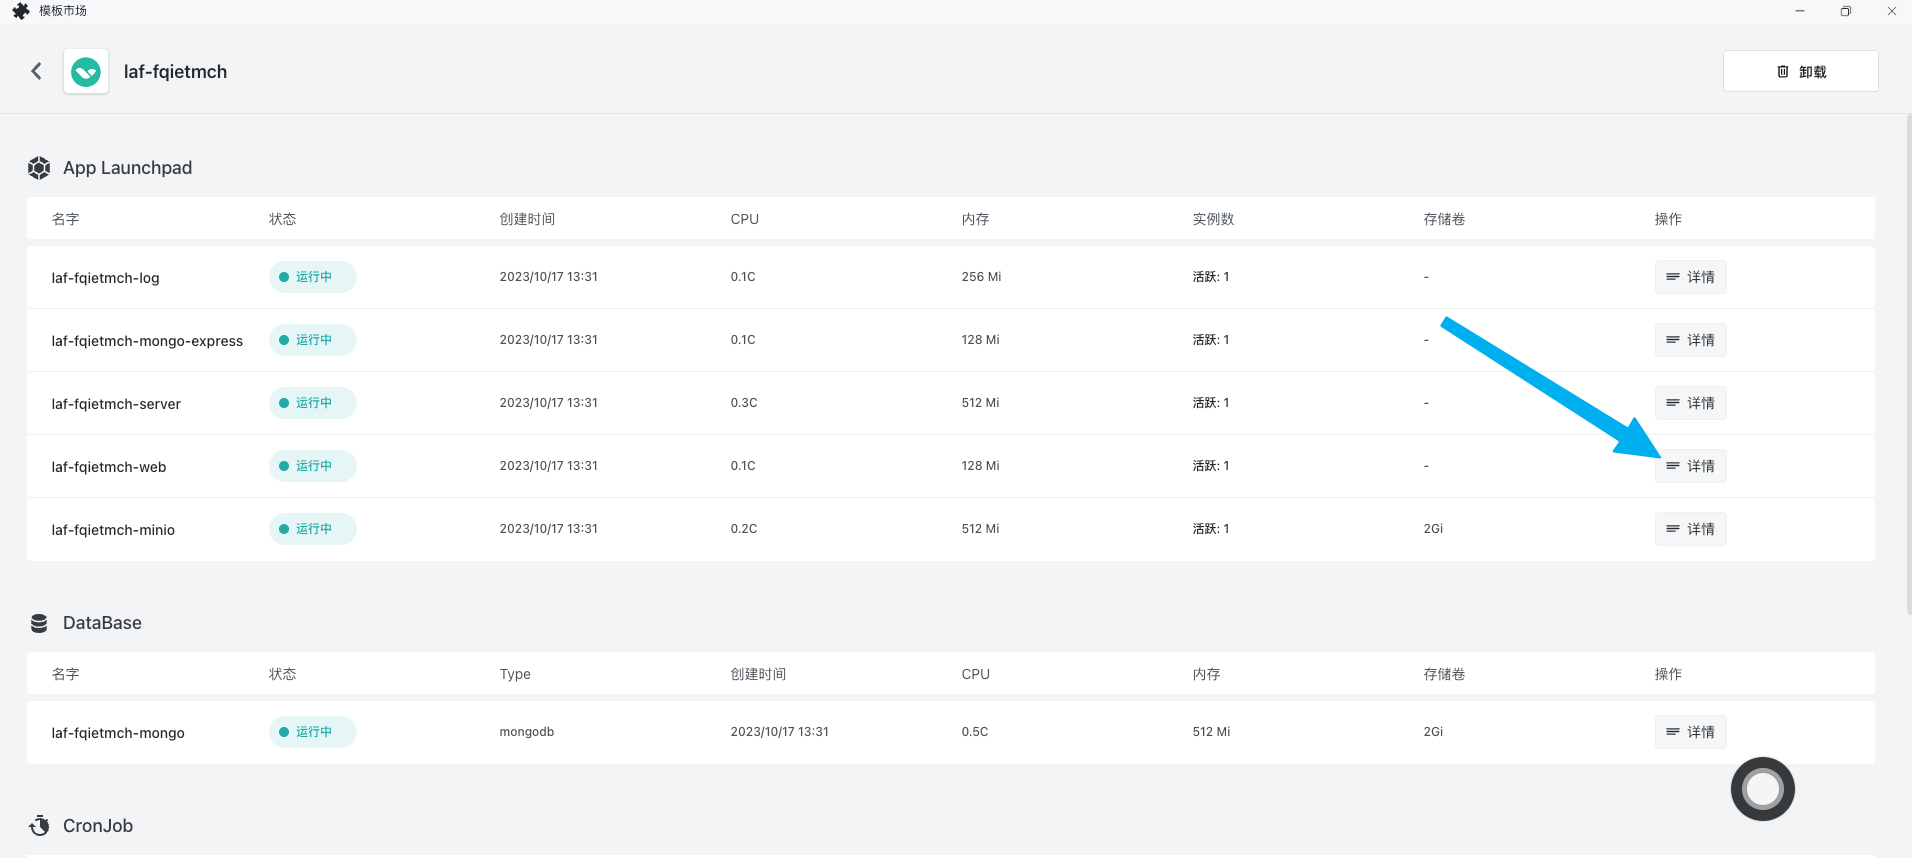 模板市场
laf-fqietmch
卸载
App Launchpad
名字 状态 创建时间 CPU 内存 实例数 存储卷 操作
laf-fqietmch-log 运行中 2023/10/17 13:31 0.1C 256 Mi 活跃: 1 - 详情
laf-fqietmch-mongo-express 运行中 2023/10/17 13:31 0.1C 128 Mi 活跃: 1 - 详情
laf-fqietmch-server 运行中 2023/10/17 13:31 0.3C 512 Mi 活跃: 1 - 详情
laf-fqietmch-web 运行中 2023/10/17 13:31 0.1C 128 Mi 活跃: 1 - 详情
laf-fqietmch-minio 运行中 2023/10/17 13:31 0.2C 512 Mi 活跃: 1 2Gi 详情
DataBase
名字 状态 Type 创建时间 CPU 内存 存储卷 操作
laf-fqietmch-mongo 运行中 mongodb 2023/10/17 13:31 0.5C 512 Mi 2Gi 详情
CronJob